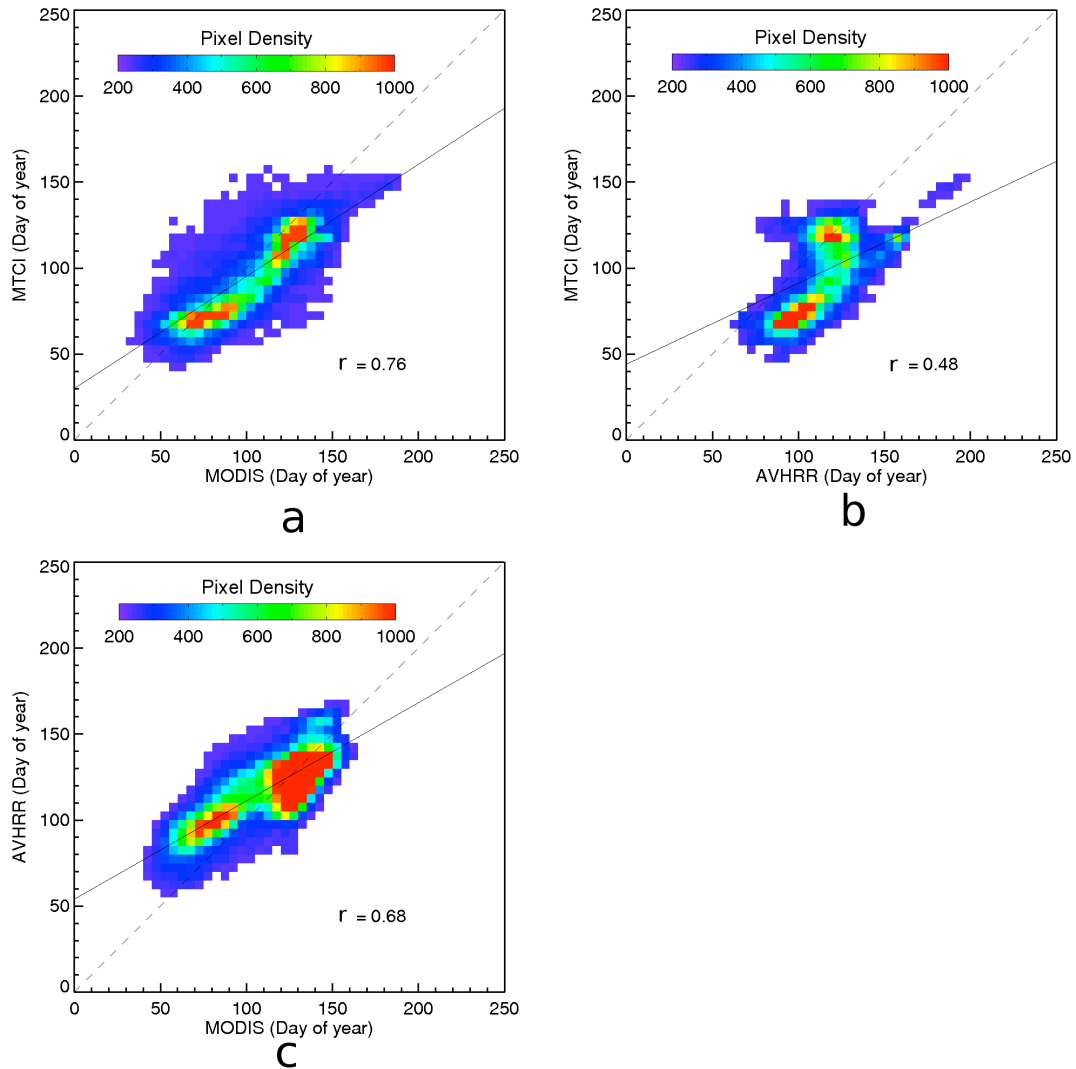 250
200
150
100
50
0
Pixel Density
200 400 600 800 1000
MTCI (Day of year)
r = 0.76
0 50 100 150 200 250
MODIS (Day of year)
a
250
200
150
100
50
0
Pixel Density
200 400 600 800 1000
MTCI (Day of year)
r = 0.48
0 50 100 150 200 250
AVHRR (Day of year)
b
250
200
150
100
50
0
Pixel Density
200 400 600 800 1000
AVHRR (Day of year)
r = 0.68
0 50 100 150 200 250
MODIS (Day of year)
c